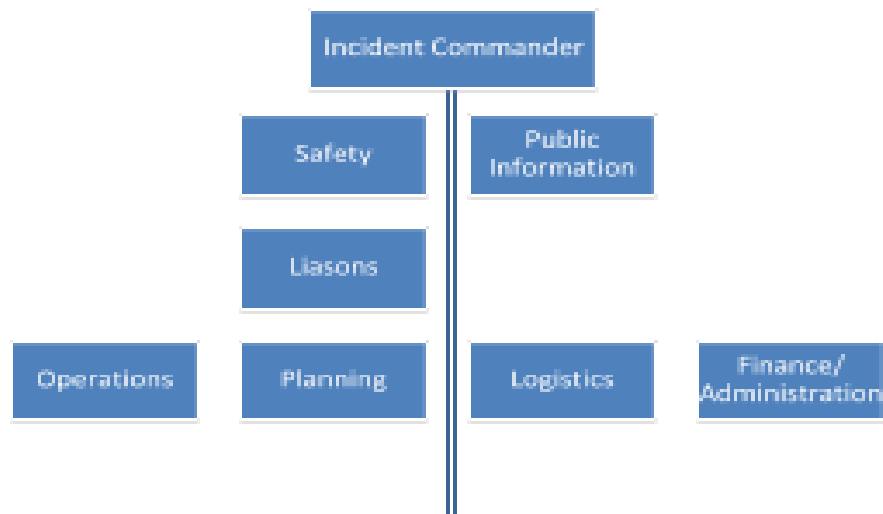 Incident Commander
Safety
Public
Information
Liasons
Operations
Planning
Logistics
Finance/
Administration